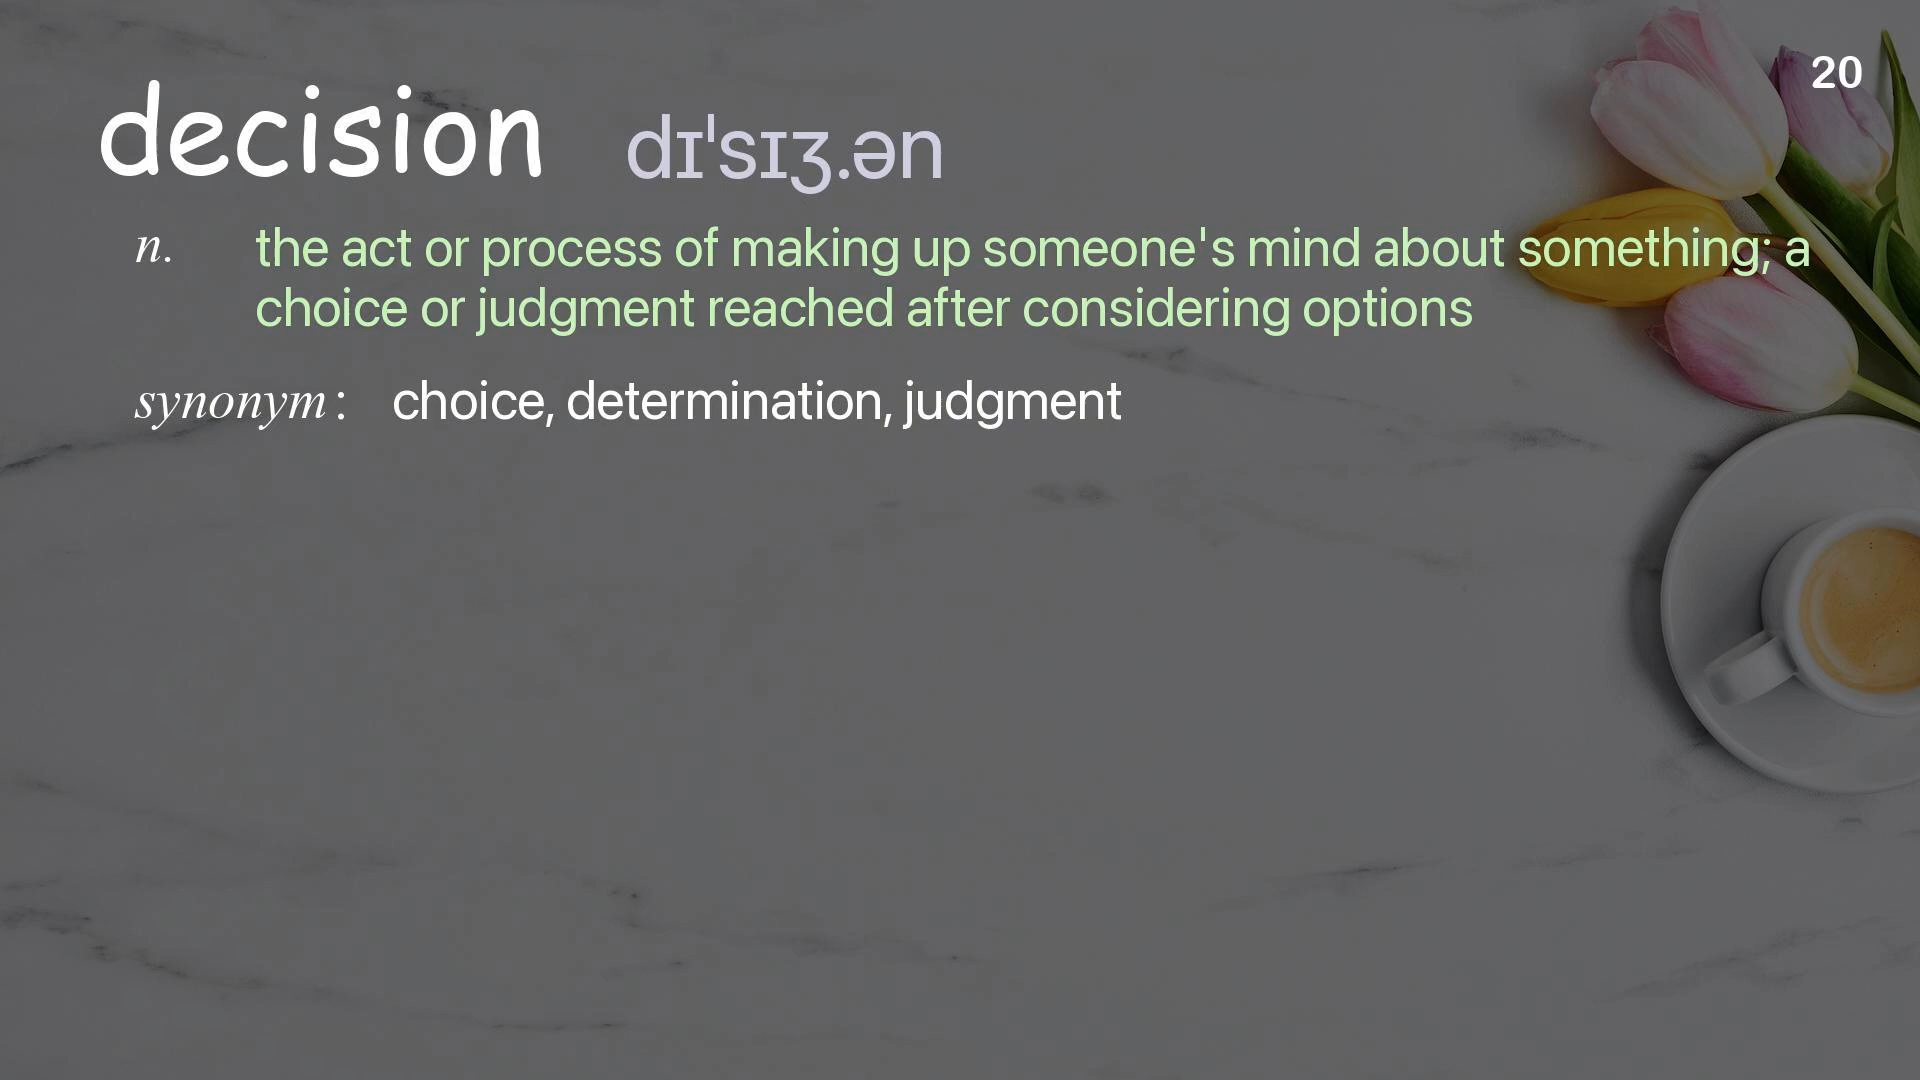 20
decision dɪˈsɪʒ.ən
n. the act or process of making up someone's mind about something; a
choice or judgment reached after considering options
synonym: choice, determination, judgment